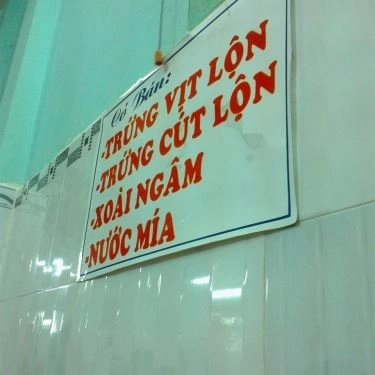 Có Bán:
-TRỨNG VỊT LỘN
-TRỨNG CÚT LỘN
-XOÀI NGÂM
-NƯỚC MÍA